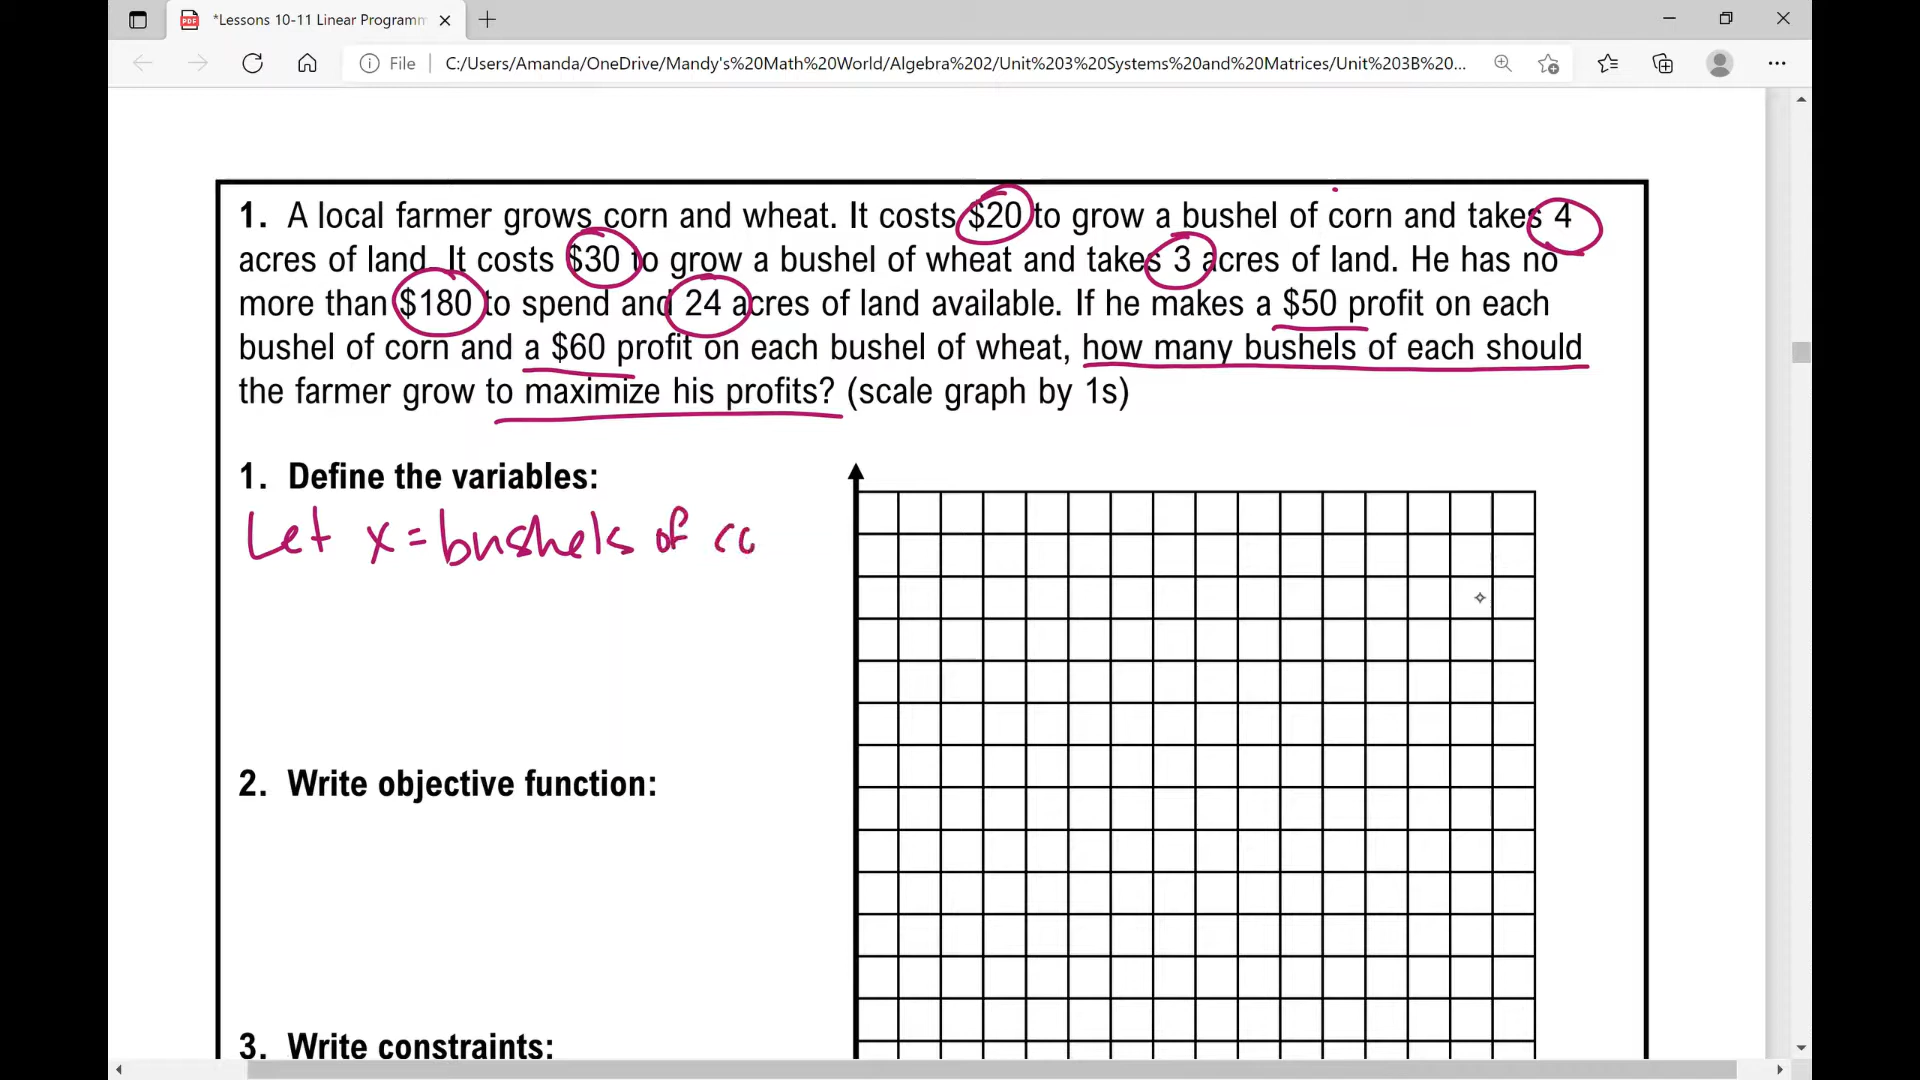 *Lessons 10-11 Linear Programm
File
C:/Users/Amanda/OneDrive/Mandy's%20Math%20World/Algebra%202/Unit%203%20Systems%20and%20Matrices/Unit%203B%20...
1. A local farmer grows corn and wheat. It costs $20 to grow a bushel of corn and takes 4
acres of land. It costs $30 to grow a bushel of wheat and takes 3 acres of land. He has no
more than $180 to spend and 24 acres of land available. If he makes a $50 profit on each
bushel of corn and a $60 profit on each bushel of wheat, how many bushels of each should
the farmer grow to maximize his profits? (scale graph by 1s)
1. Define the variables:
Let x = bushels of co
2. Write objective function:
3. Write constraints: